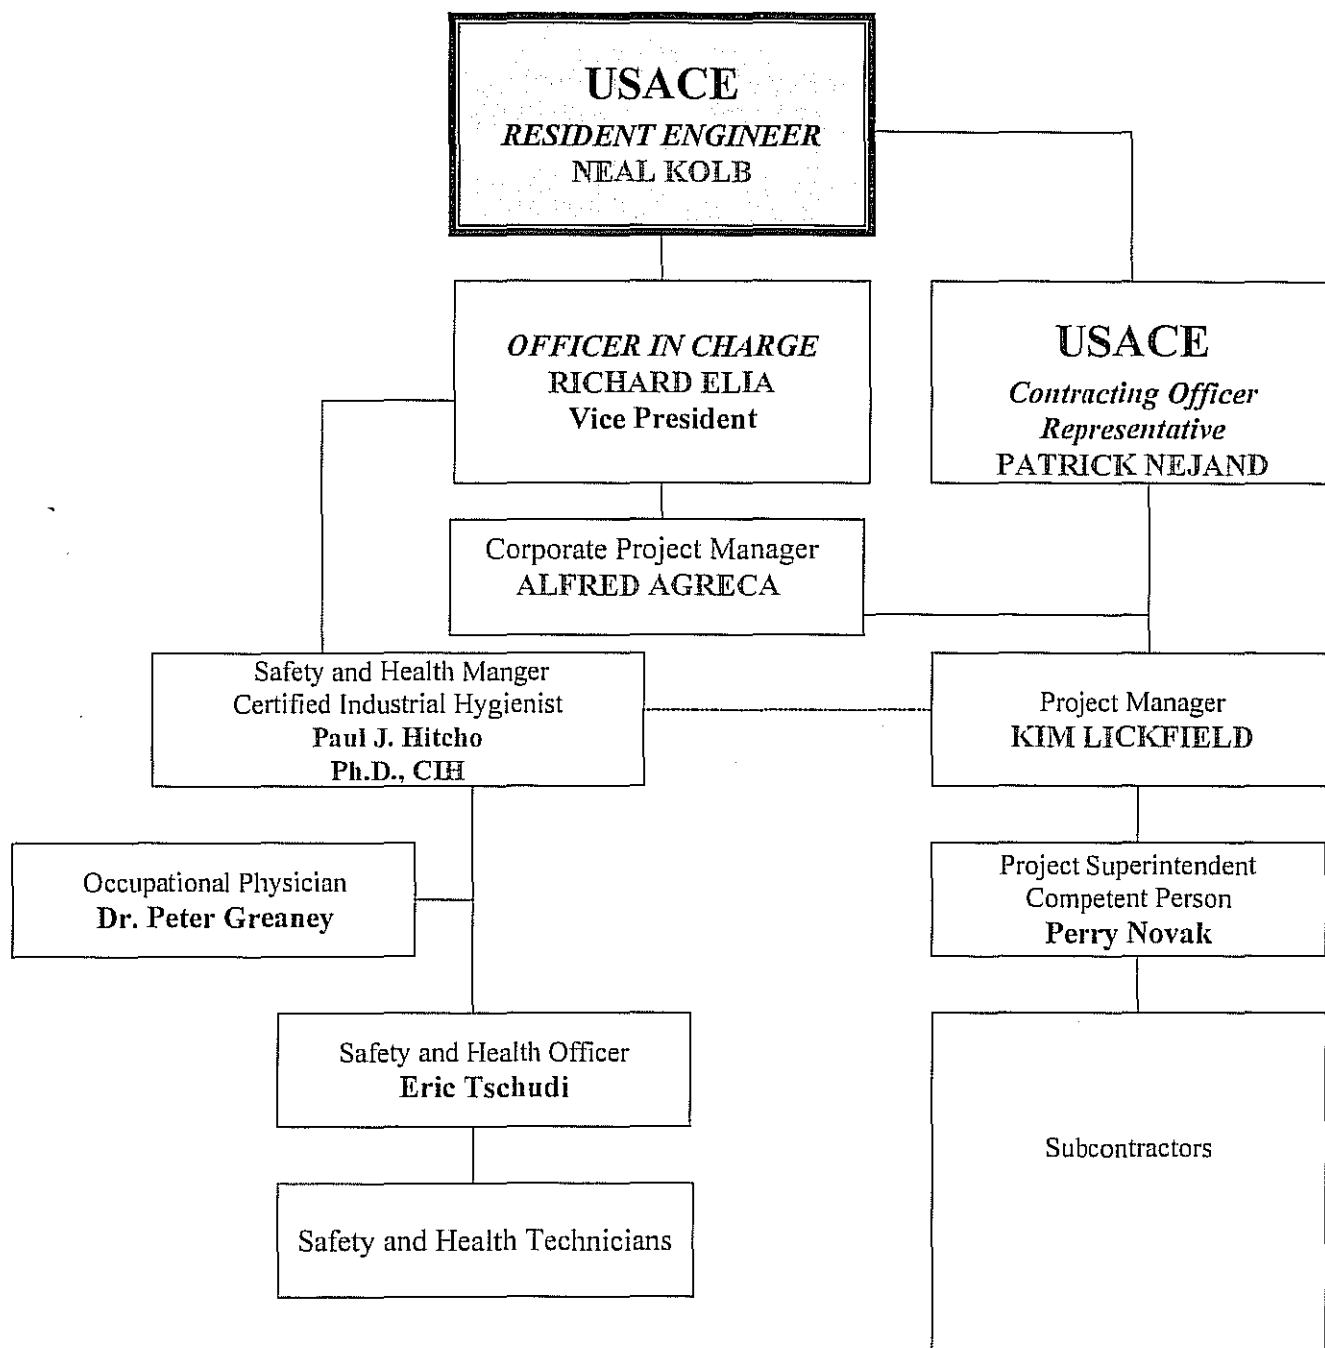 USACE
RESIDENT ENGINEER
NEAL KOLB
OFFICER IN CHARGE
RICHARD ELIA
Vice President
USACE
Contracting Officer
Representative
PATRICK NEJAND
Corporate Project Manager
ALFRED AGRECA
Safety and Health Manger
Certified Industrial Hygienist
Paul J. Hitcho
Ph.D., CIH
Project Manager
KIM LICKFIELD
Occupational Physician
Dr. Peter Greaney
Project Superintendent
Competent Person
Perry Novak
Safety and Health Officer
Eric Tschudi
Subcontractors
Safety and Health Technicians